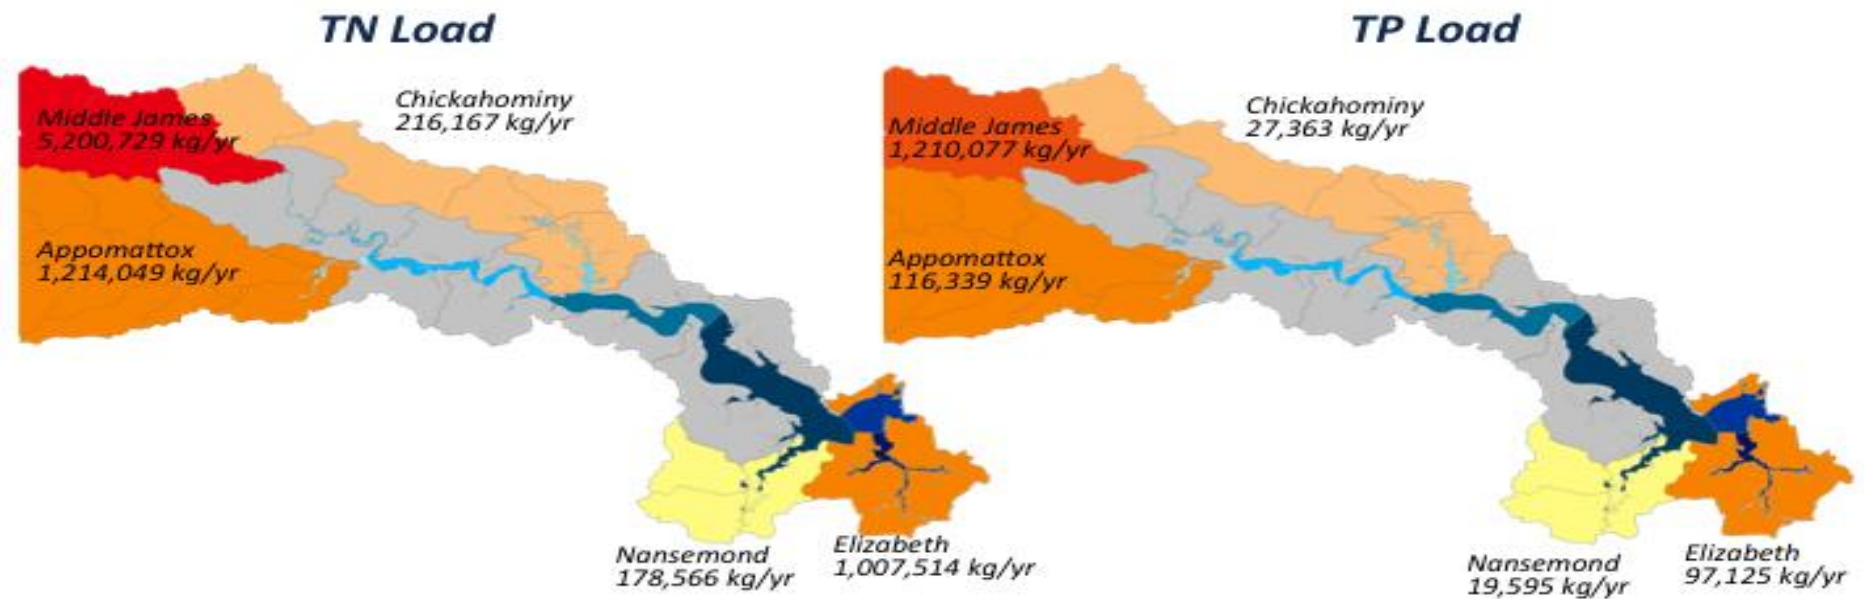 TN Load
Chickahominy
216,167 kg/yr
Middle James
5,200,729 kg/yr
Appomattox
1,214,049 kg/yr
Nansemond
178,566 kg/yr
Elizabeth
1,007,514 kg/yr
TP Load
Chickahominy
27,363 kg/yr
Middle James
1,210,077 kg/yr
Appomattox
116,339 kg/yr
Nansemond
19,595 kg/yr
Elizabeth
97,125 kg/yr